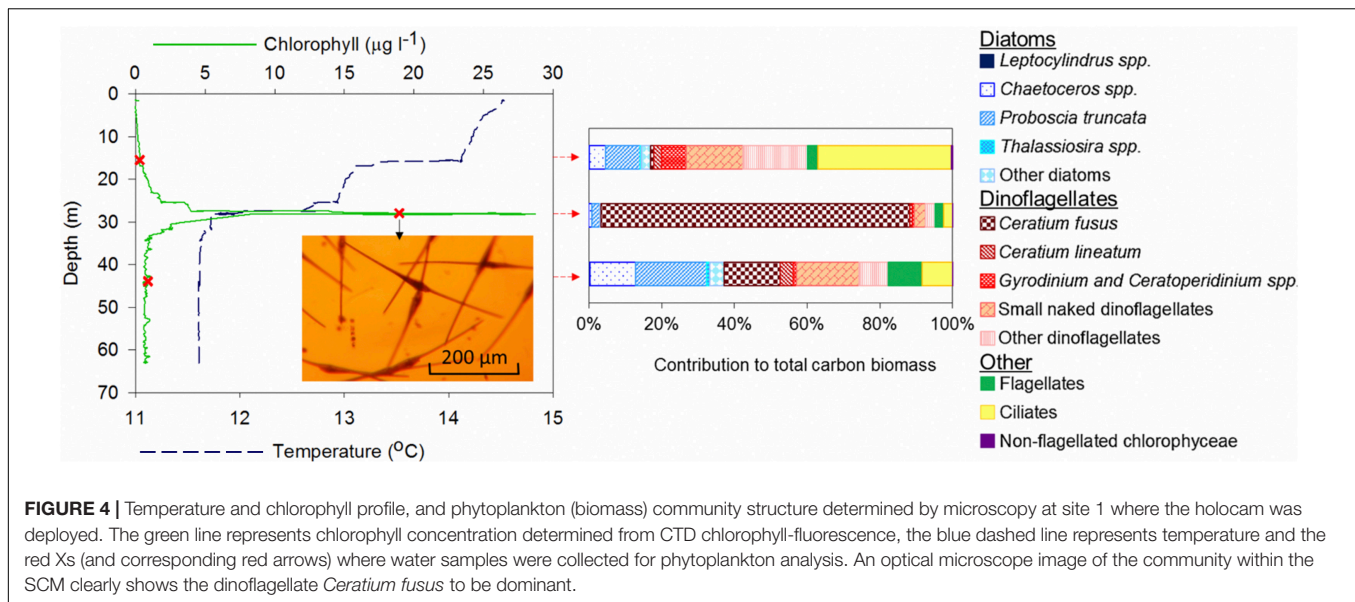 Chlorophyll (µg l-1)
0 5 10 15 20 25 30
0
10
20
30
40
50
60
70
Depth (m)
200 µm
11 12 13 14 15
Temperature (oC)
0% 20% 40% 60% 80% 100%
Contribution to total carbon biomass
Diatoms
Leptocylindrus spp.
Chaetoceros spp.
Proboscia truncata
Thalassiosira spp.
Other diatoms
Dinoflagellates
Ceratium fusus
Ceratium lineatum
Gyrodinium and Ceratoperidinium spp.
Small naked dinoflagellates
Other dinoflagellates
Other
Flagellates
Ciliates
Non-flagellated chlorophyceae
FIGURE 4 | Temperature and chlorophyll profile, and phytoplankton (biomass) community structure determined by microscopy at site 1 where the holocam was
deployed. The green line represents chlorophyll concentration determined from CTD chlorophyll-fluorescence, the blue dashed line represents temperature and the
red Xs (and corresponding red arrows) where water samples were collected for phytoplankton analysis. An optical microscope image of the community within the
SCM clearly shows the dinoflagellate Ceratium fusus to be dominant.